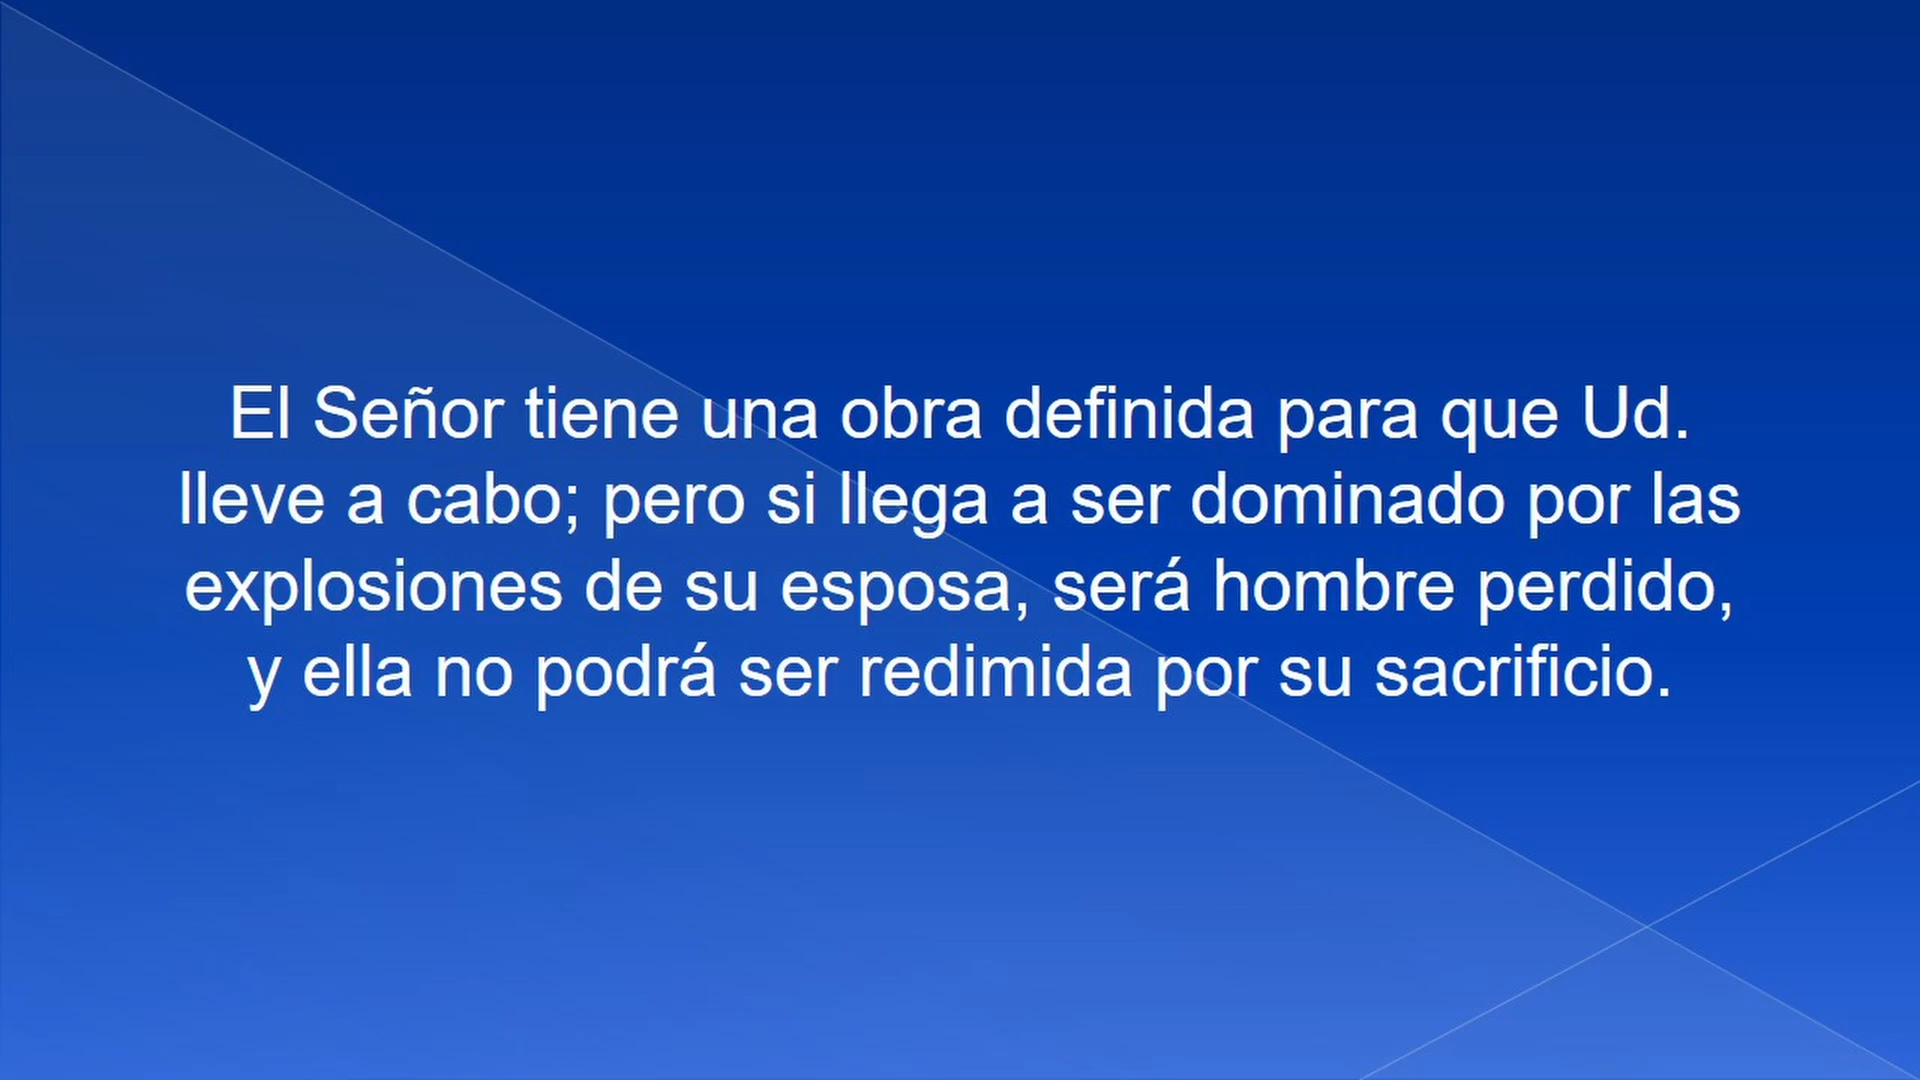 El Señor tiene una obra definida para que Ud.
lleve a cabo; pero si llega a ser dominado por las
explosiones de su esposa, será hombre perdido,
y ella no podrá ser redimida por su sacrificio.